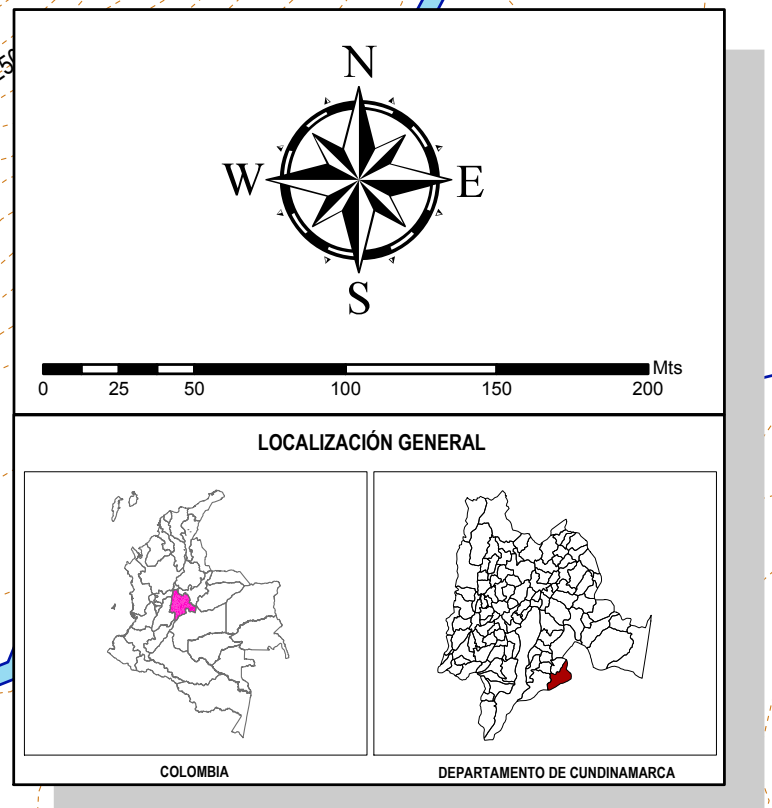 N
W E
S
Mts
0 25 50 100 150 200
LOCALIZACIÓN GENERAL
COLOMBIA DEPARTAMENTO DE CUNDINAMARCA